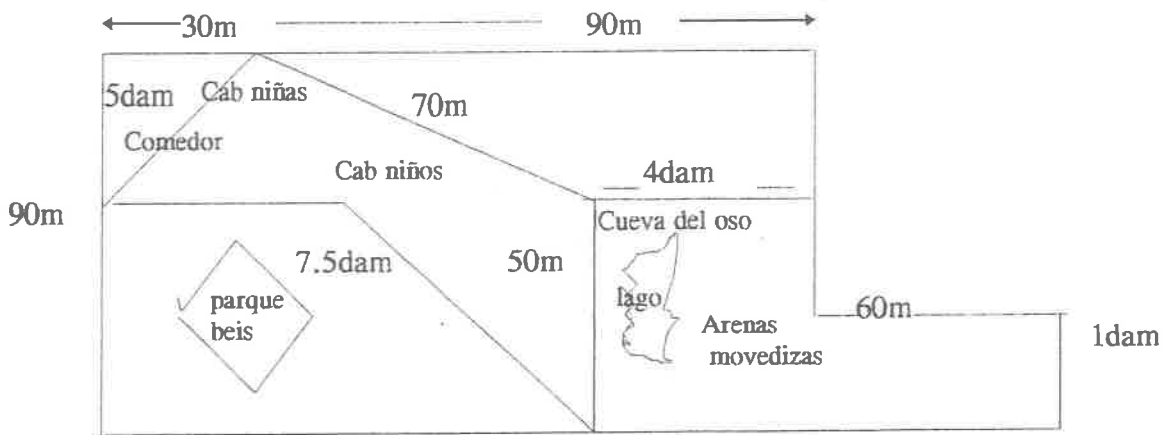 30m
90m
5dam
Cab niñas
70m
Comedor
Cab niños
4dam
90m
Cueva del oso
7.5dam
50m
parque
beis
lago
60m
Arenas
movedizas
1dam